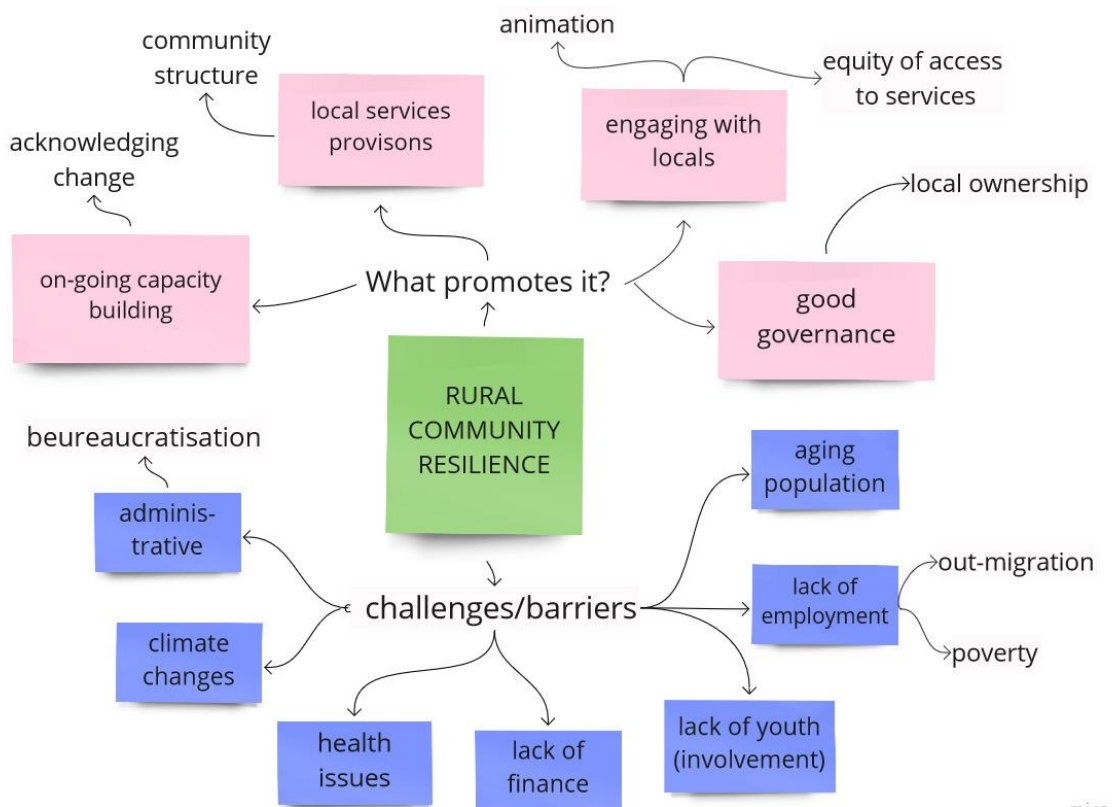 animation
community
structure
equity of access
to services
local services
provisons
engaging with
locals
acknowledging
change
local ownership
on-going capacity
building
What promotes it?
good
governance
RURAL
COMMUNITY
RESILIENCE
beureaucratisation
aging
population
adminis-
trative
out-migration
lack of
employment
challenges/barriers
climate
changes
poverty
health
issues
lack of
finance
lack of youth
(involvement)